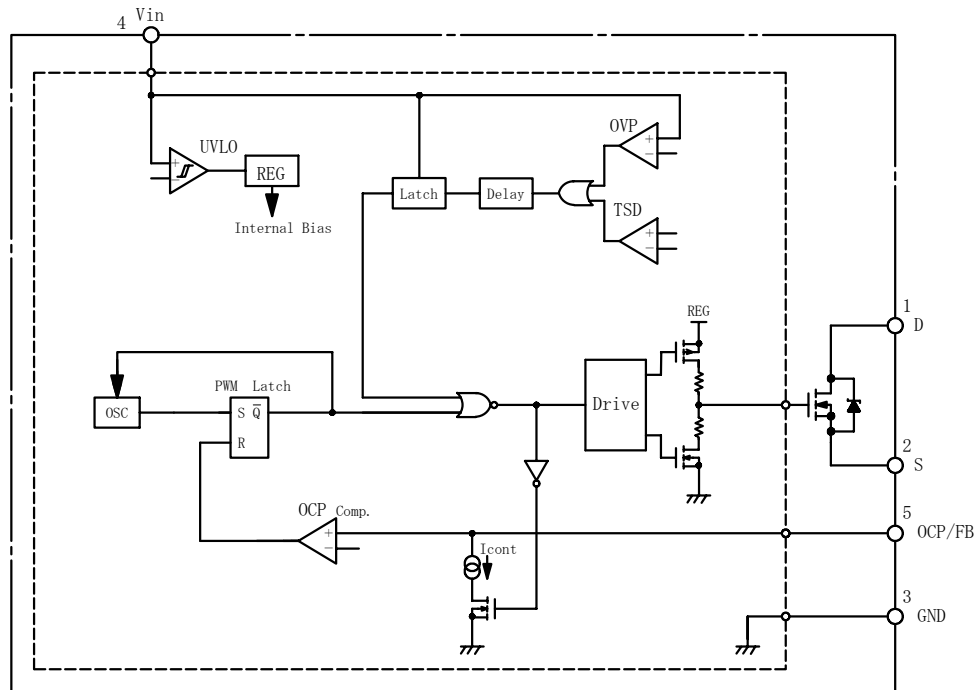 4 Vin
OVP
UVLO
+
−
+
−
REG
Latch
Delay
TSD
Internal Bias
+
−
1
REG
D
PWM Latch
OSC
S Q̅
Drive
R
2
S
OCP Comp.
5
+
−
OCP/FB
Icont
3
GND